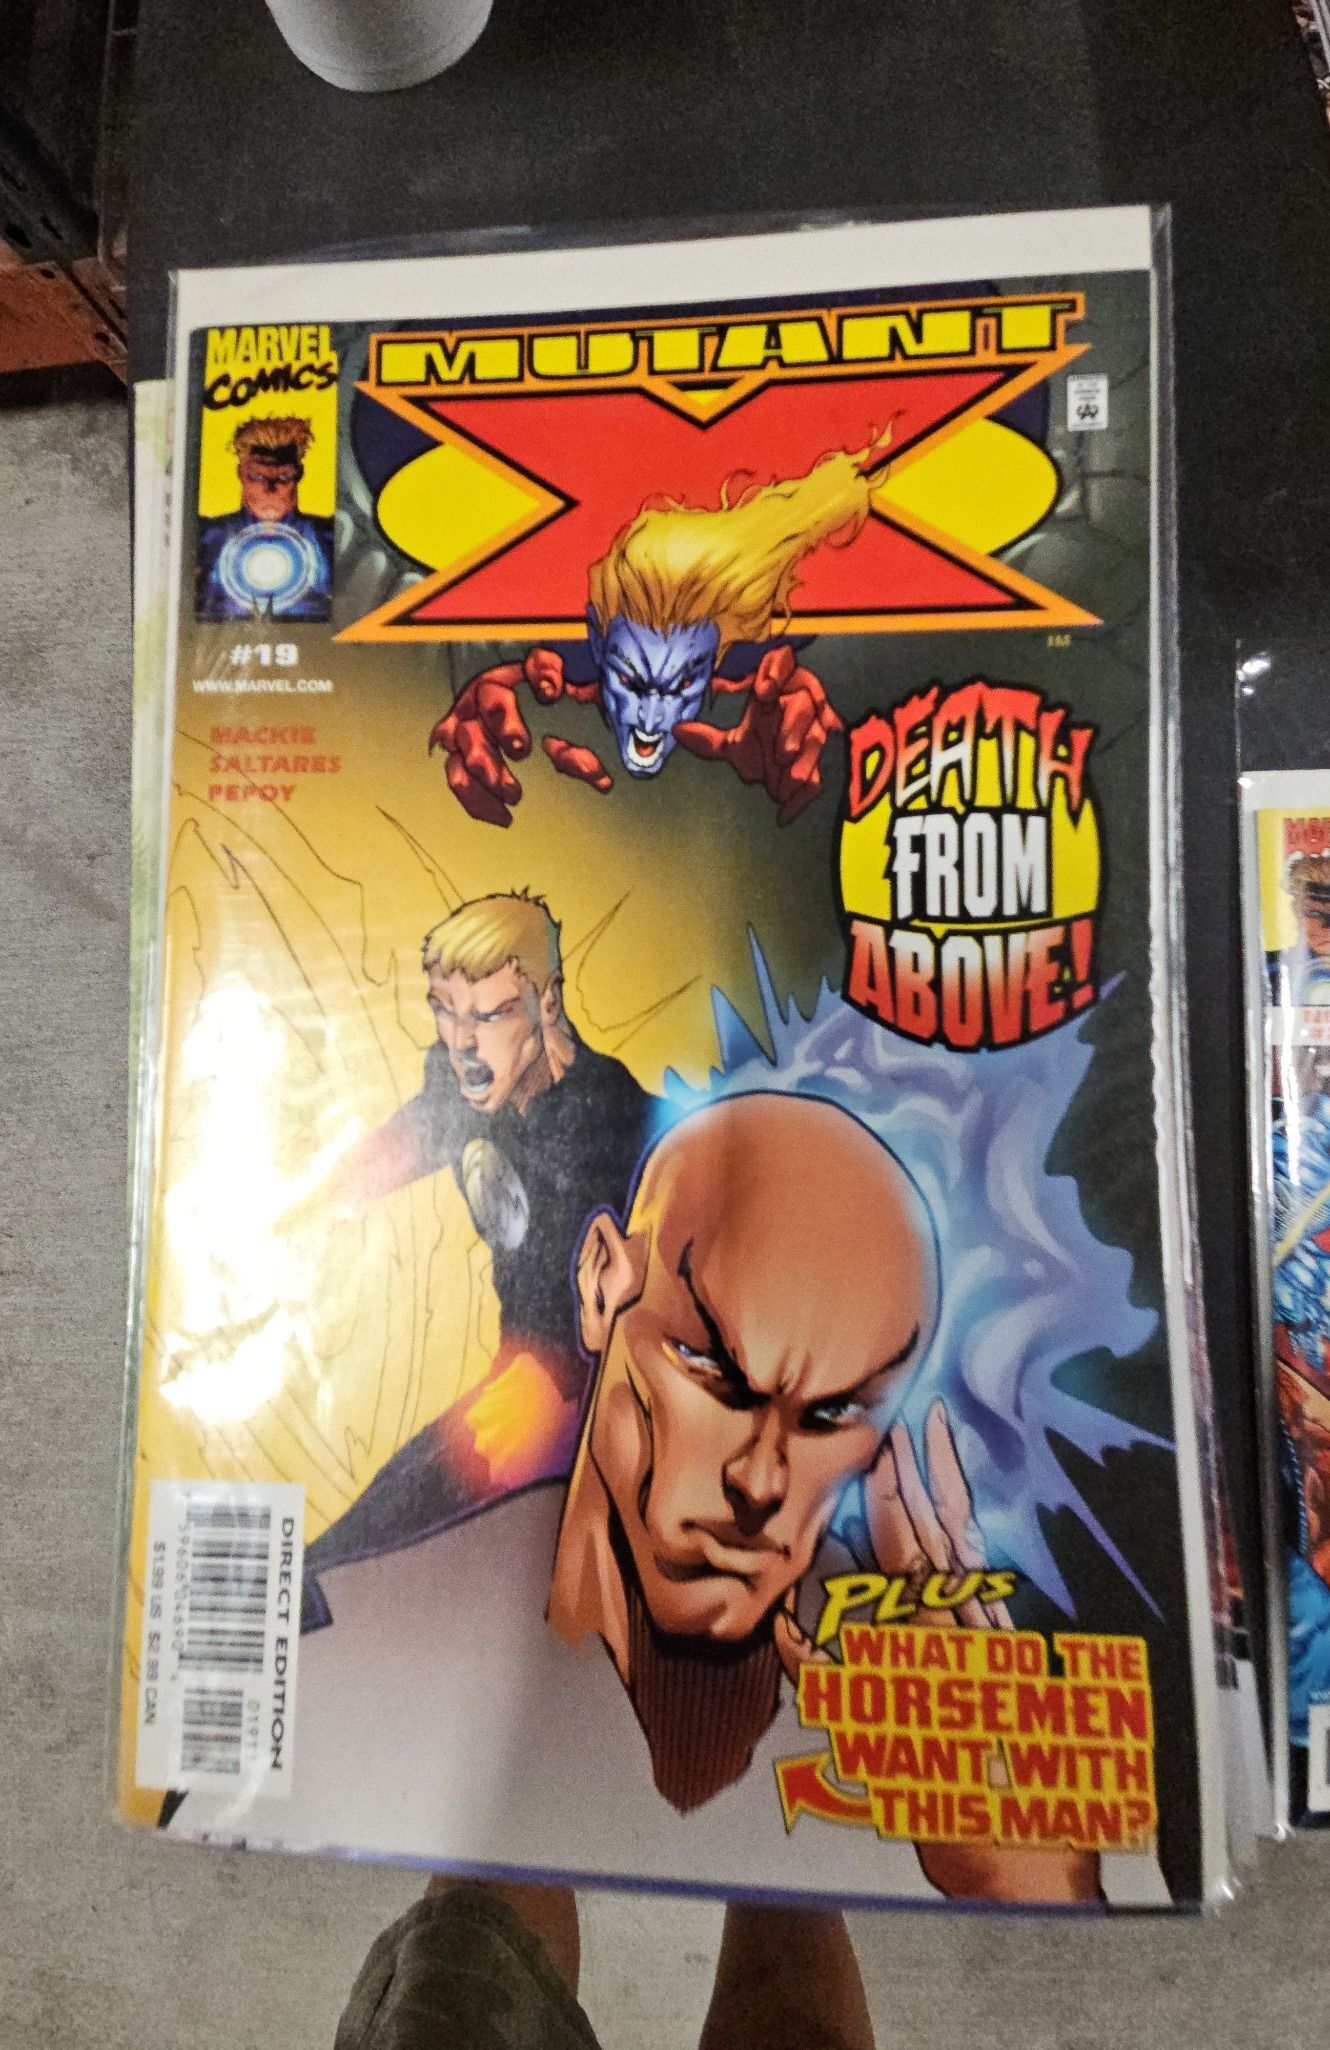 MARVEL
COMICS
MUTANT
X
#19
WWW.MARVEL.COM
MACKIE
SALTARES
PEPOY
DEATH
FROM
ABOVE!
PLUS
WHAT DO THE
HORSEMEN
WANT WITH
THIS MAN?
DIRECT EDITION
01911
$1.99 US $2.99 CAN